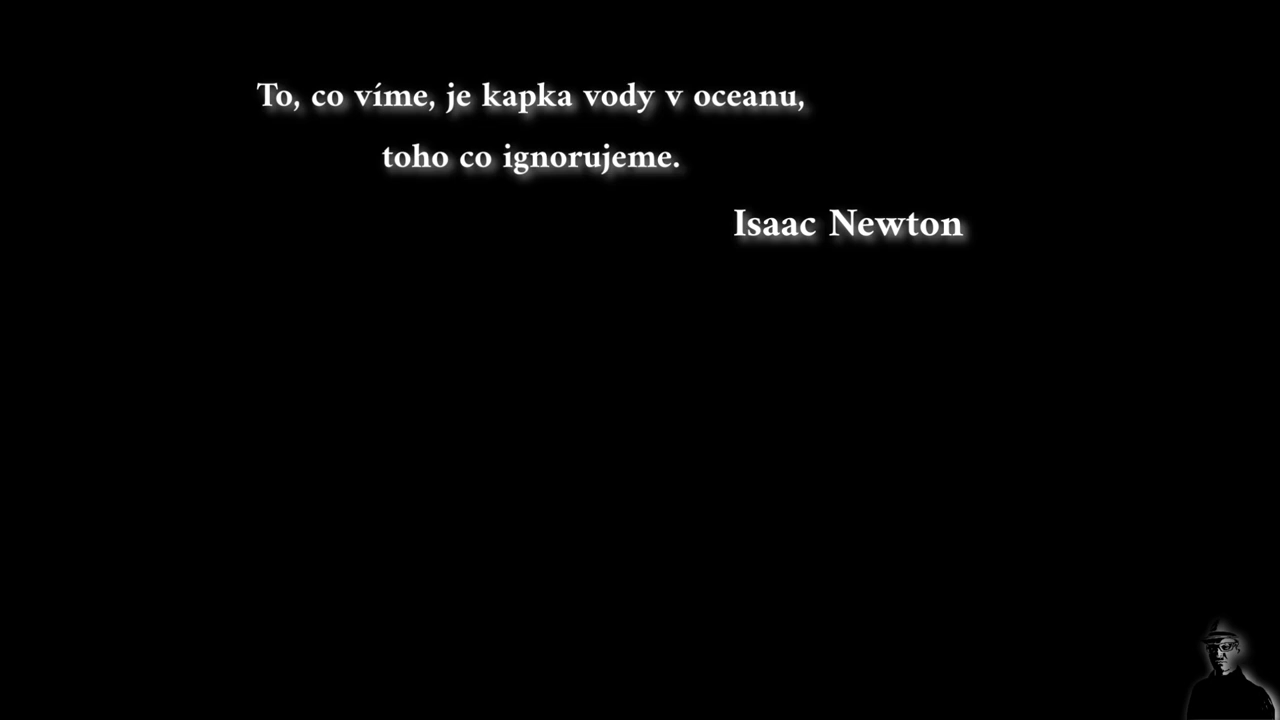 To, co víme, je kapka vody v oceanu,
toho co ignorujeme.
Isaac Newton